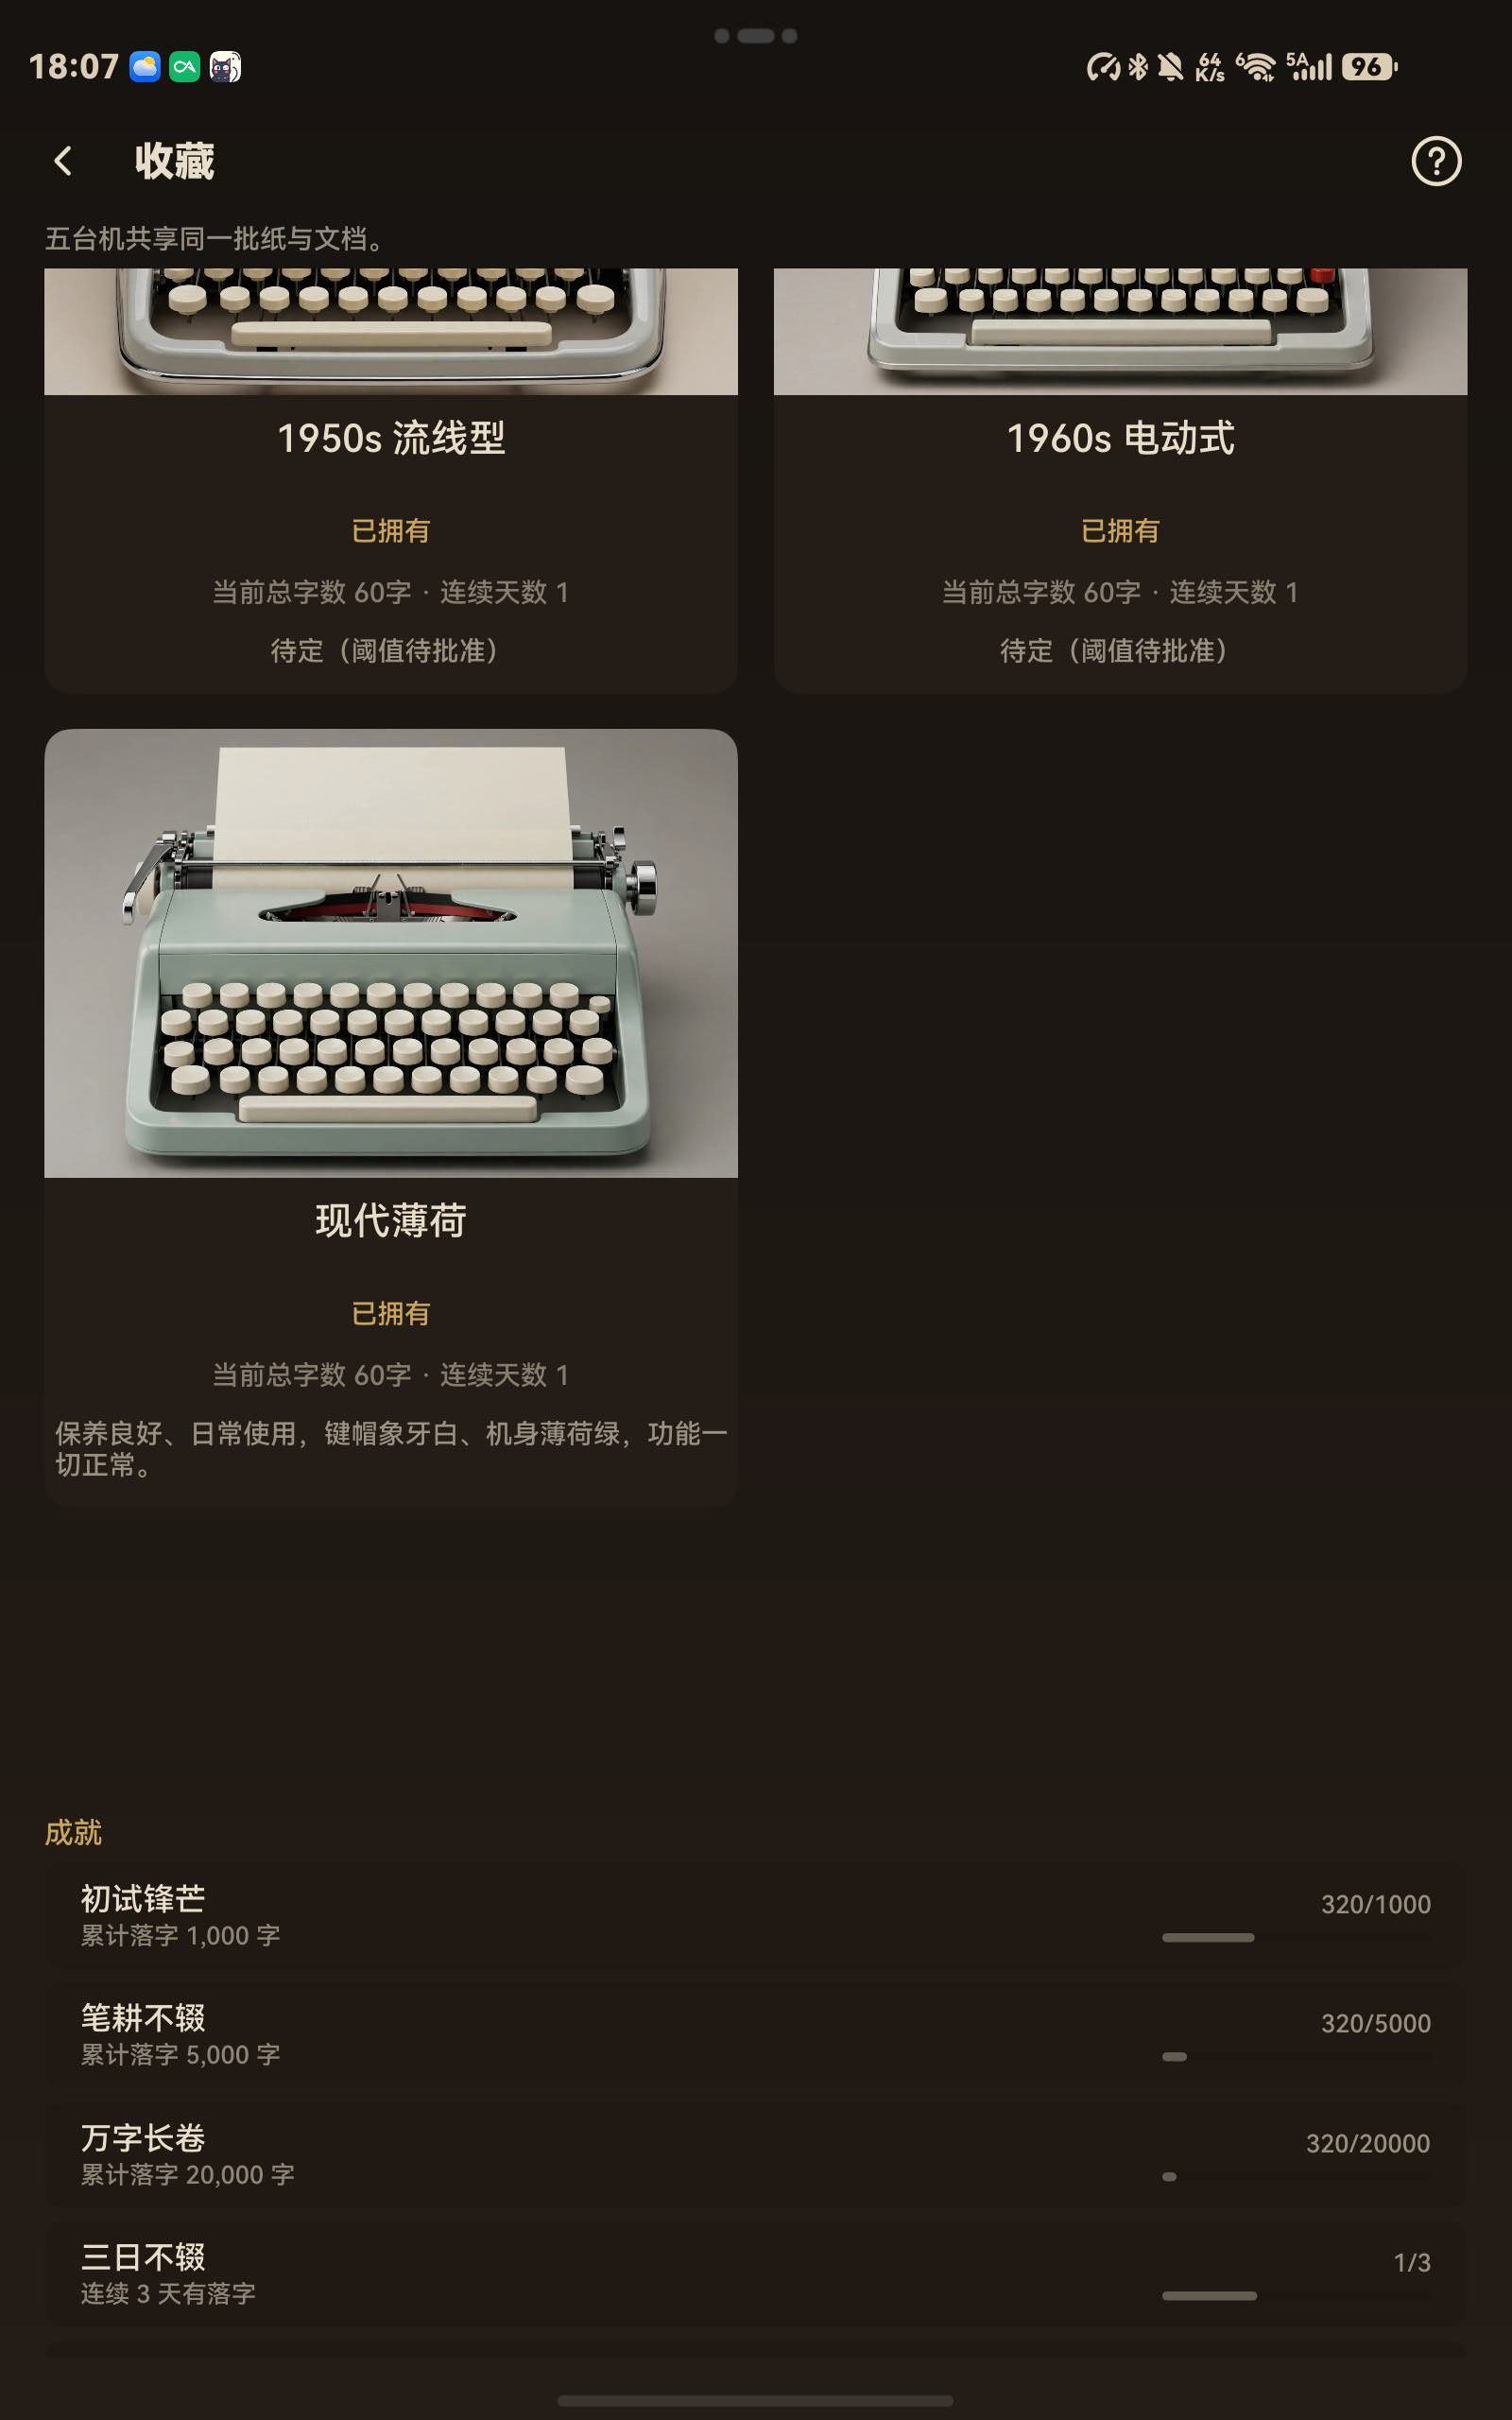 18:07
64
K/s
6
5A
96
收藏
五台机共享同一批纸与文档。
1950s 流线型
已拥有
当前总字数 60字 · 连续天数 1
待定（阈值待批准）
1960s 电动式
已拥有
当前总字数 60字 · 连续天数 1
待定（阈值待批准）
现代薄荷
已拥有
当前总字数 60字 · 连续天数 1
保养良好、日常使用，键帽象牙白、机身薄荷绿，功能一
切正常。
成就
初试锋芒
320/1000
累计落字 1,000 字
笔耕不辍
320/5000
累计落字 5,000 字
万字长卷
320/20000
累计落字 20,000 字
三日不辍
1/3
连续 3 天有落字